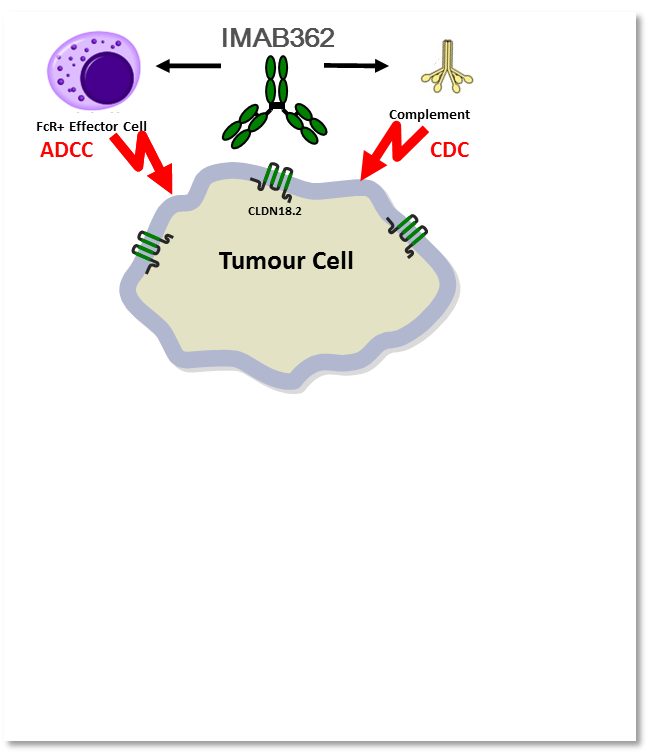 IMAB362
Complement
FcR+ Effector Cell
ADCC
CDC
CLDN18.2
Tumour Cell